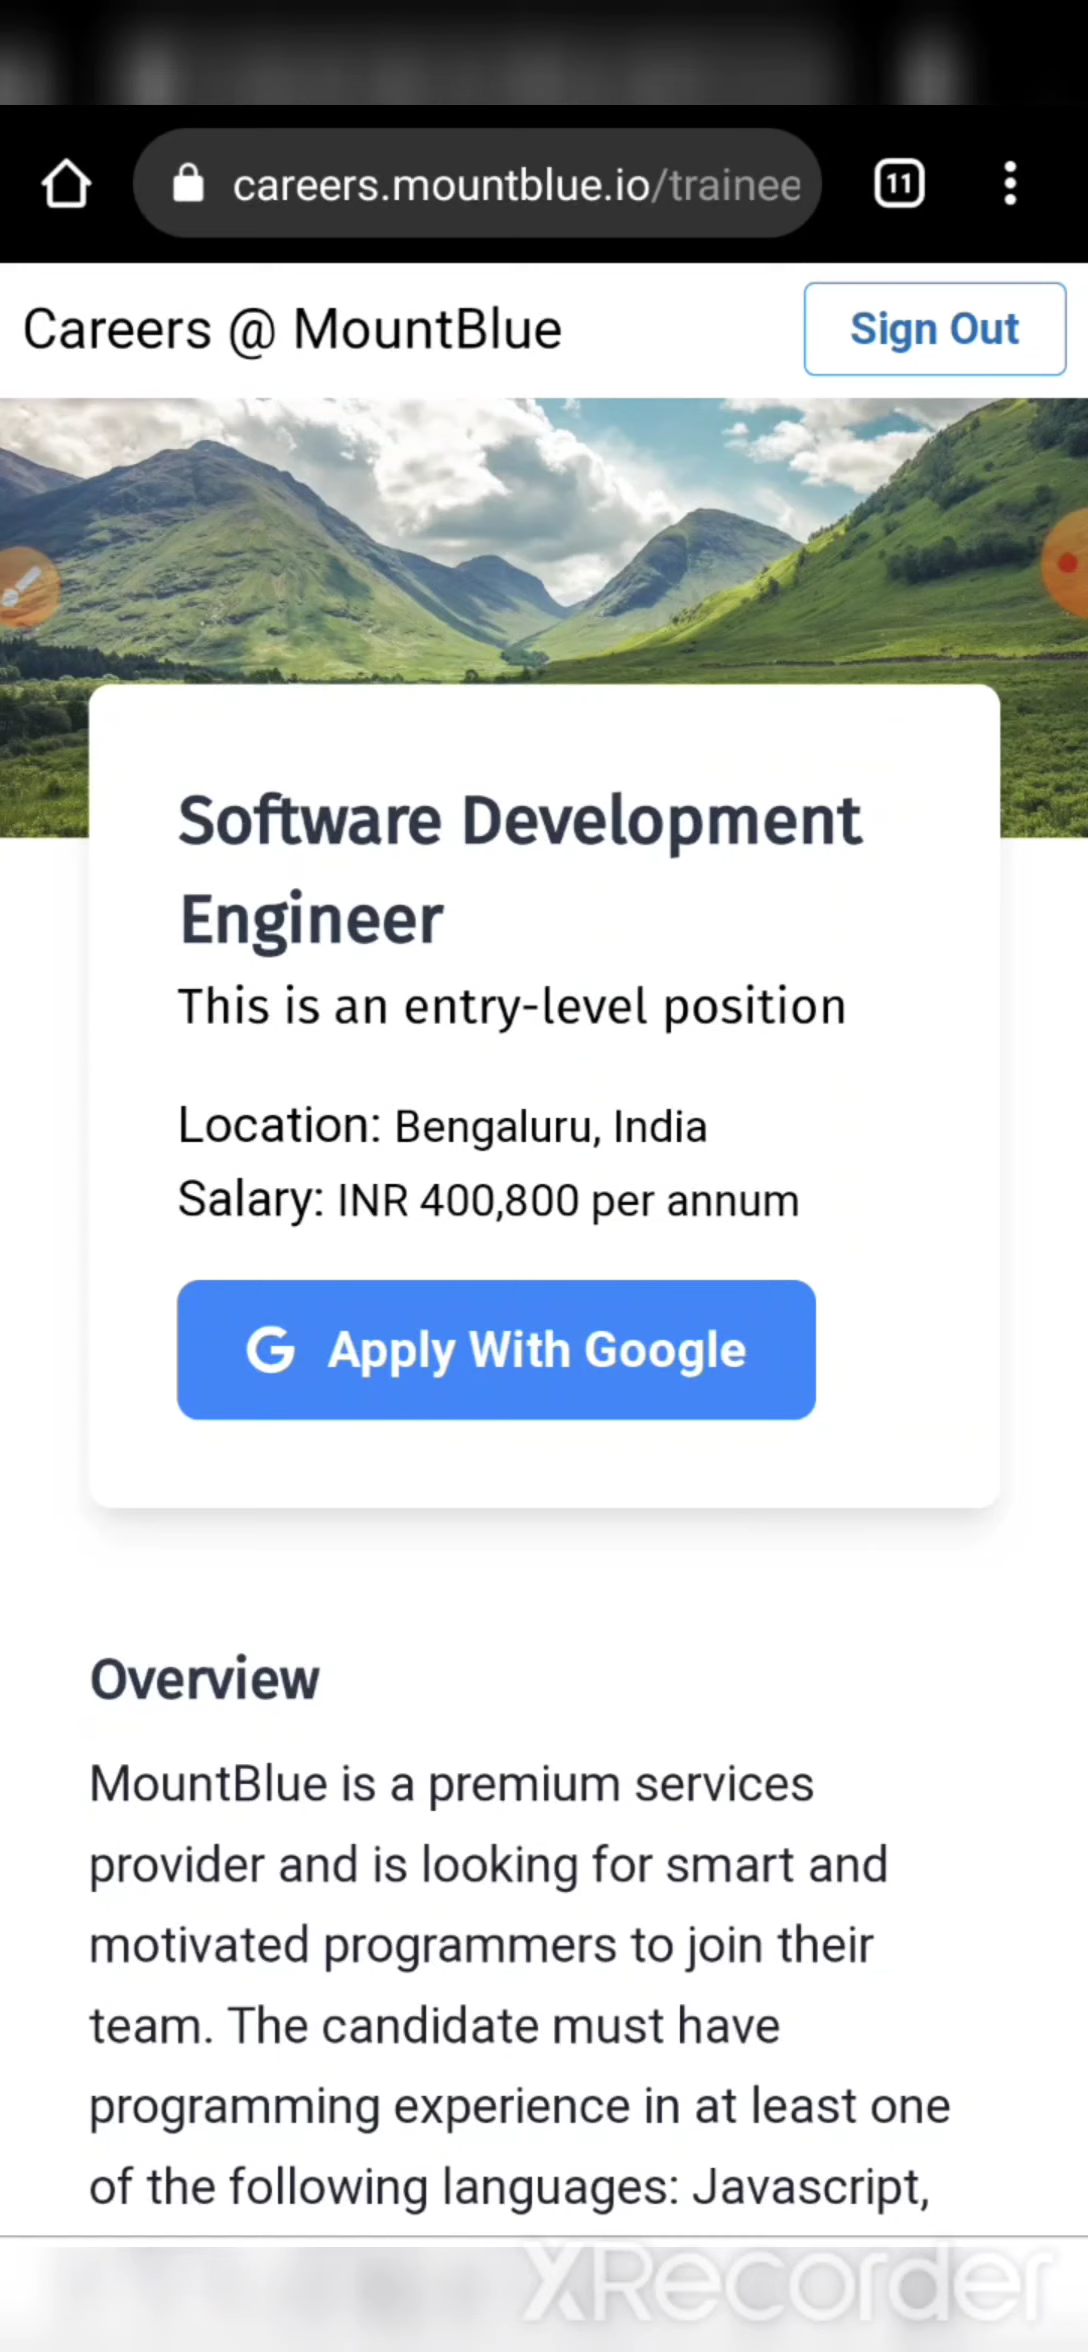 careers.mountblue.io/trainee
11
Careers @ MountBlue
Sign Out
Software Development
Engineer
This is an entry-level position
Location: Bengaluru, India
Salary: INR 400,800 per annum
G Apply With Google
Overview
MountBlue is a premium services
provider and is looking for smart and
motivated programmers to join their
team. The candidate must have
programming experience in at least one
of the following languages: Javascript,
XRecorder